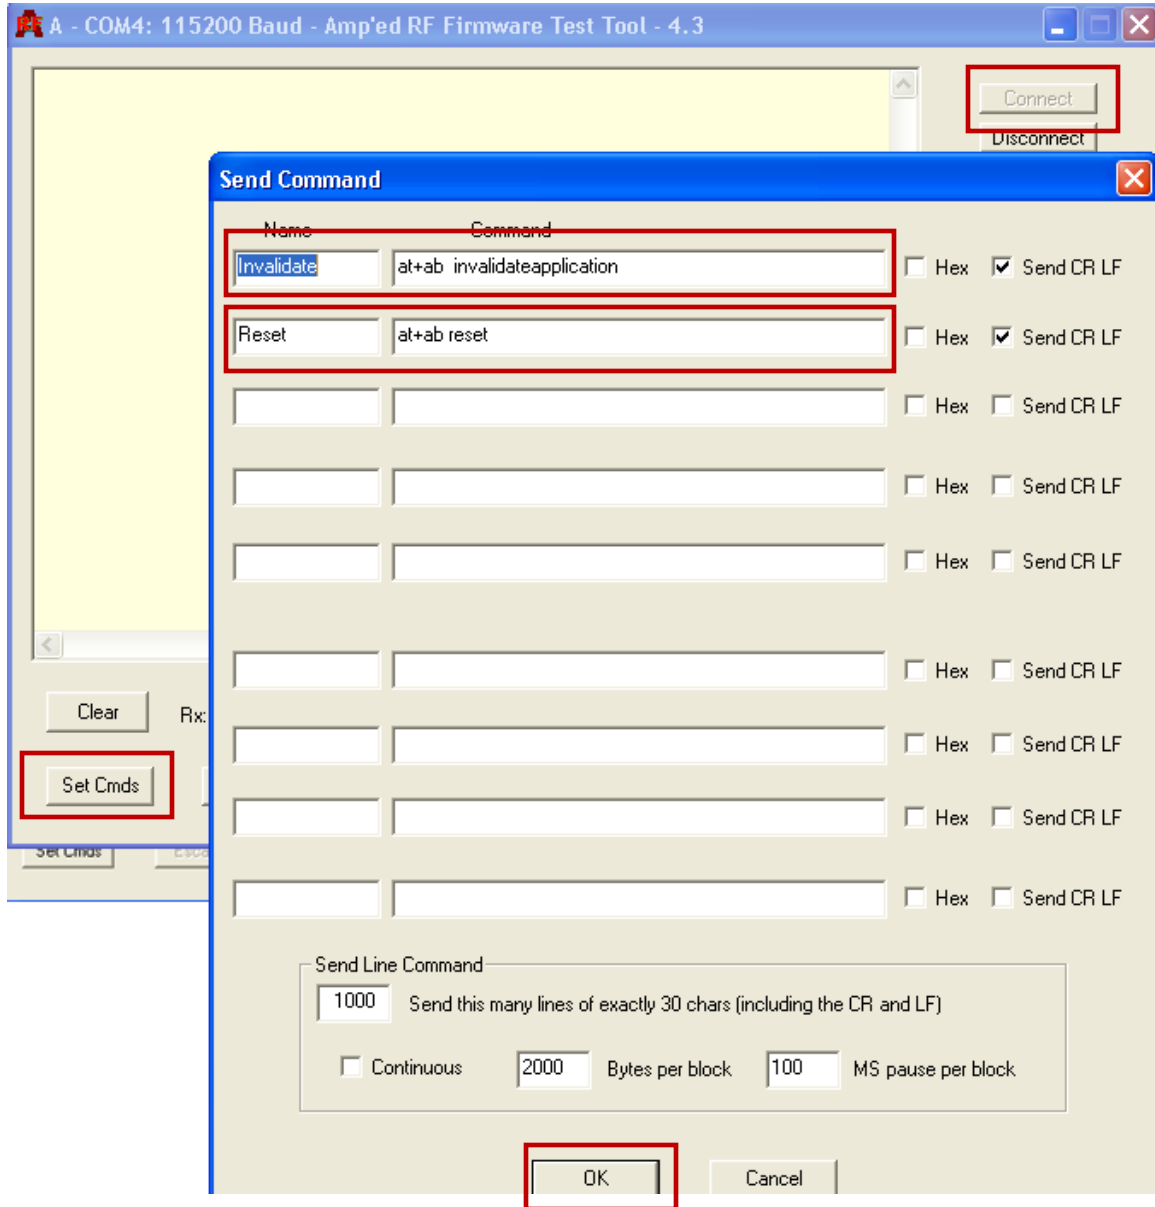 A - COM4: 115200 Baud - Amp'ed RF Firmware Test Tool - 4.3
Connect
Disconnect
Send Command
Name Command
Invalidate at+ab invalidateapplication Hex Send CR LF
Reset at+ab reset Hex Send CR LF
Hex Send CR LF
Hex Send CR LF
Hex Send CR LF
Hex Send CR LF
Hex Send CR LF
Hex Send CR LF
Hex Send CR LF
Clear Rx:
Set Cmds
Set Cmds
Send Line Command
1000 Send this many lines of exactly 30 chars (including the CR and LF)
Continuous 2000 Bytes per block 100 MS pause per block
OK Cancel